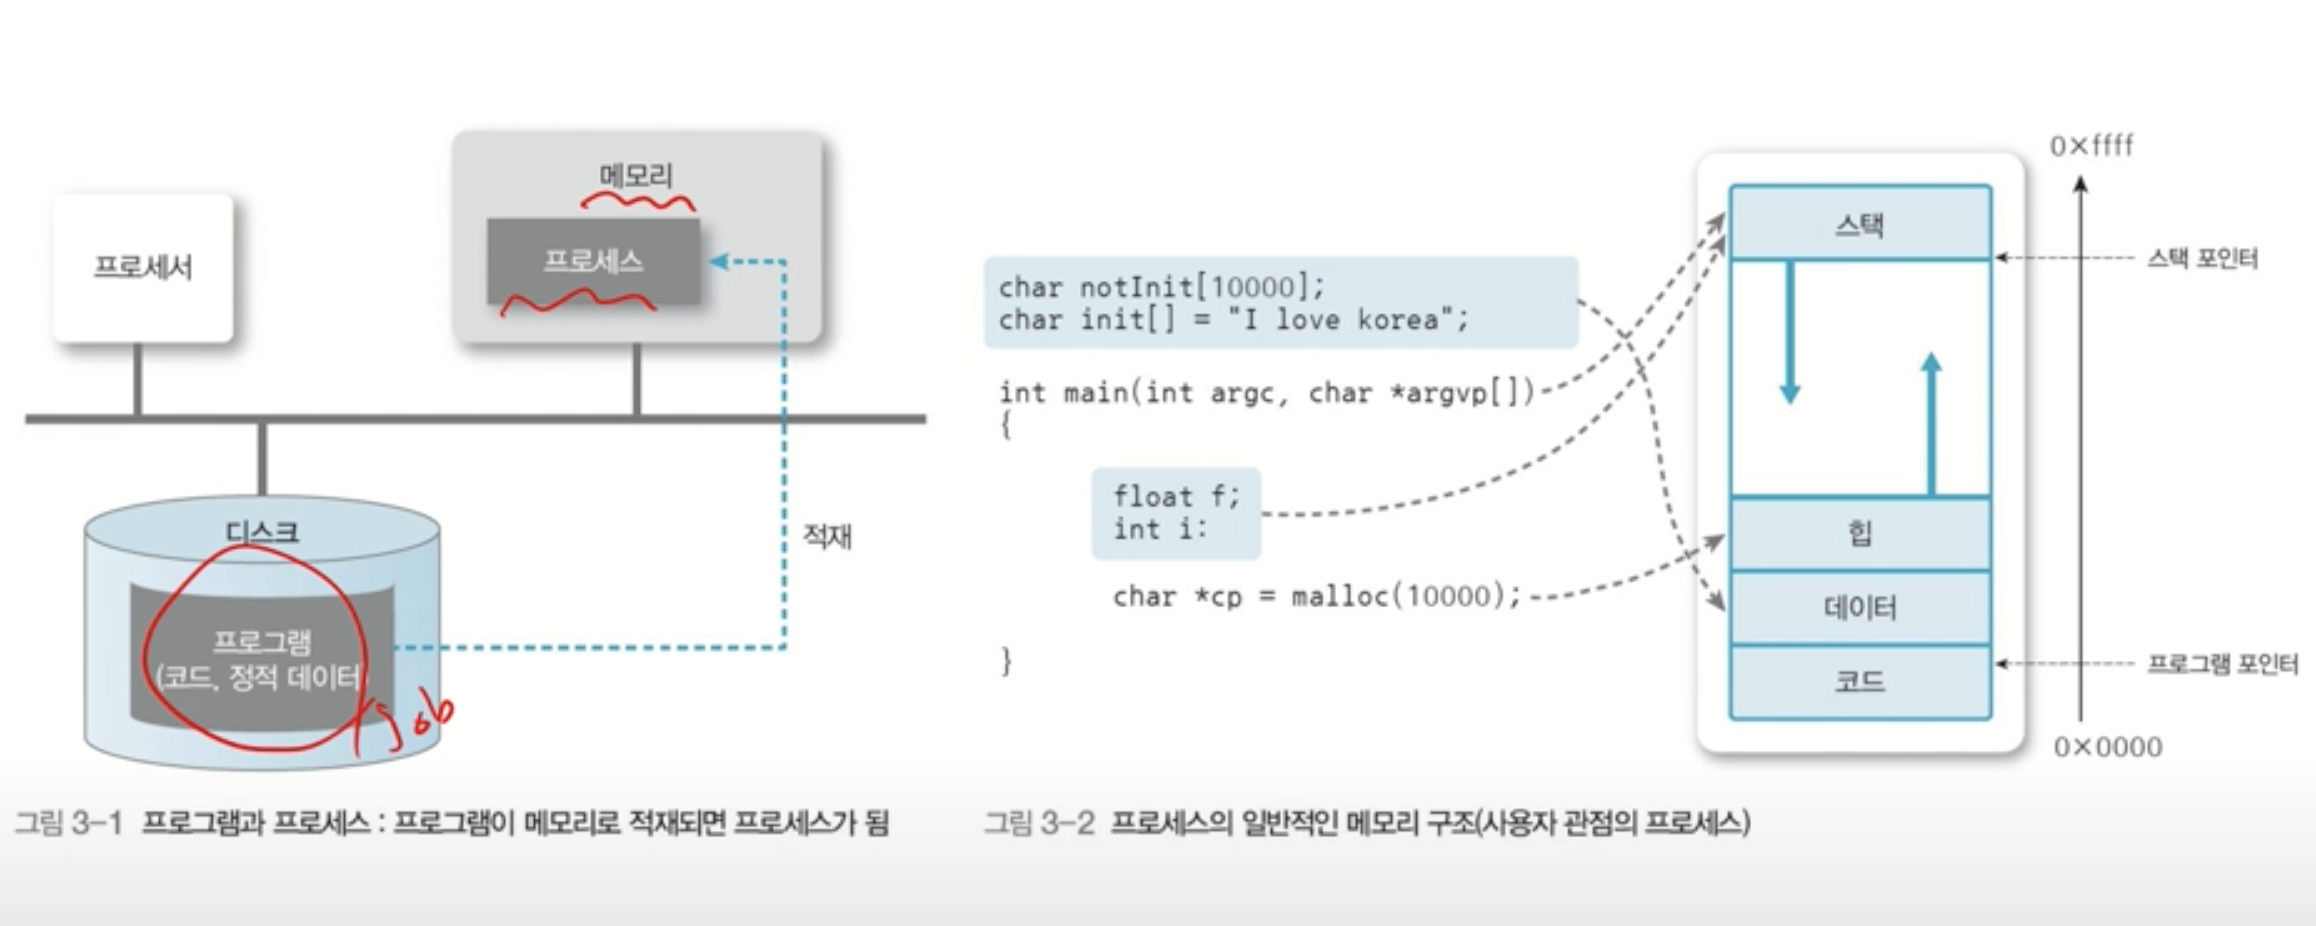 메모리
프로세스
프로세서
디스크
프로그램
(코드, 정적 데이터)
적재
그림 3-1 프로그램과 프로세스 : 프로그램이 메모리로 적재되면 프로세스가 됨
char notInit[10000];
char init[] = "I love korea";
int main(int argc, char *argvp[])
{
float f;
int i:
char *cp = malloc(10000);
}
0×ffff
스택
스택 포인터
힙
데이터
코드
프로그램 포인터
0×0000
그림 3-2 프로세스의 일반적인 메모리 구조(사용자 관점의 프로세스)